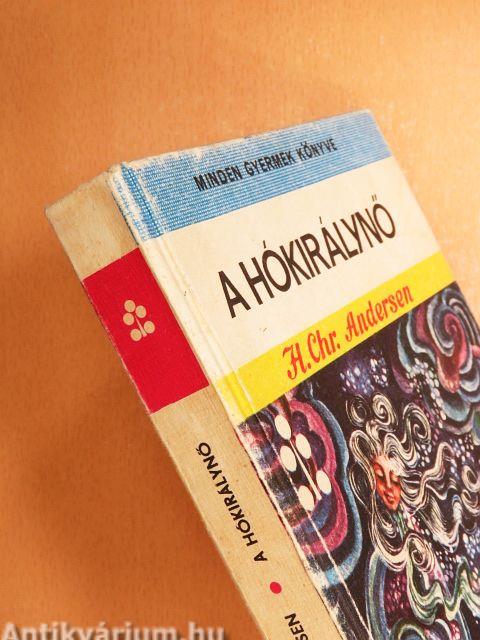 MINDEN GYERMEK KÖNYVE
A HÓKIRÁLYNŐ
H. Chr. Andersen
A HÓKIRÁLYNŐ
SEN
Antikvárium.hu